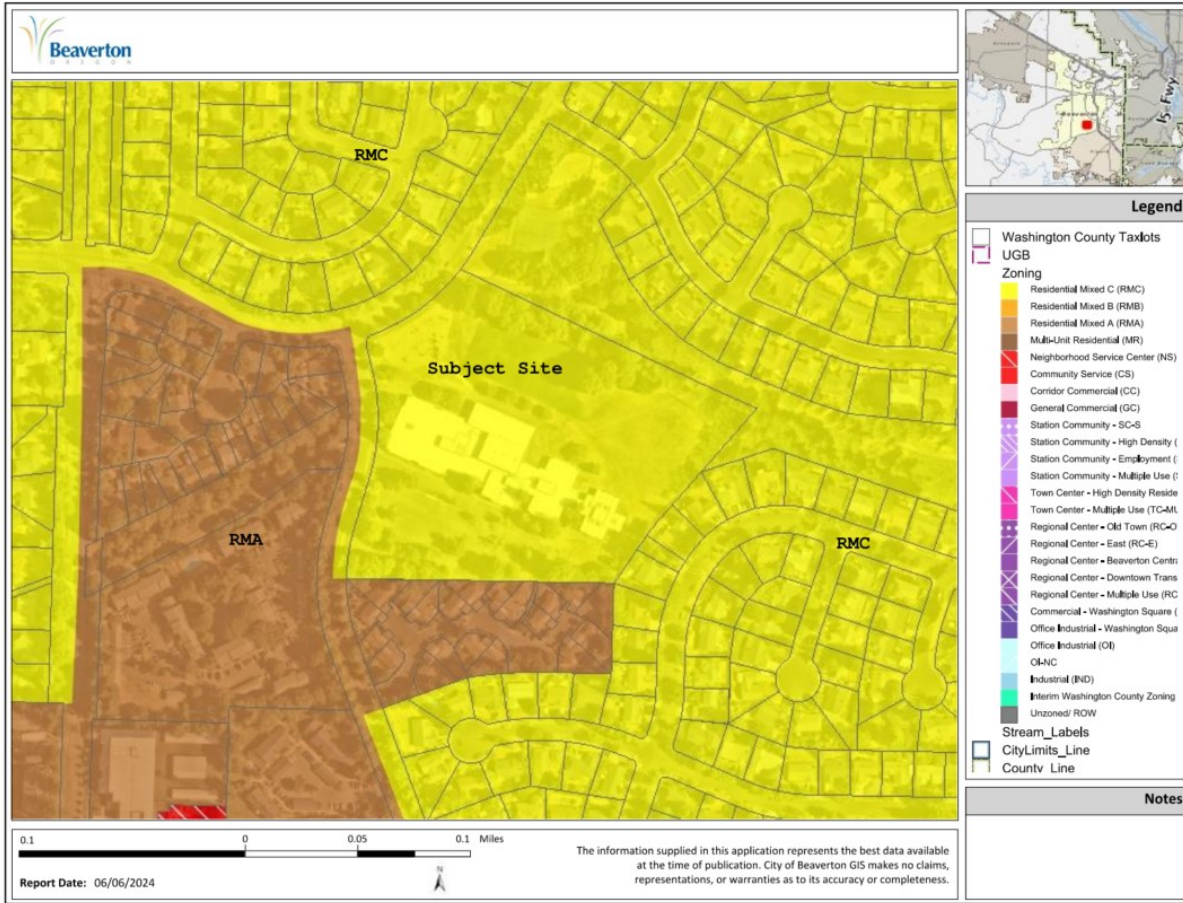 Beaverton
OREGON
RMC
Subject Site
RMA
RMC
I5 Fwy
Beaverton
Legend
Washington County Taxlots
UGB
Zoning
Residential Mixed C (RMC)
Residential Mixed B (RMB)
Residential Mixed A (RMA)
Multi-Unit Residential (MR)
Neighborhood Service Center (NS)
Community Service (CS)
Corridor Commercial (CC)
General Commercial (GC)
Station Community - SC-S
Station Community - High Density (
Station Community - Employment (
Station Community - Multiple Use (
Town Center - High Density Reside
Town Center - Multiple Use (TC-MU
Regional Center - Old Town (RC-O
Regional Center - East (RC-E)
Regional Center - Beaverton Centra
Regional Center - Downtown Trans
Regional Center - Multiple Use (RC
Commercial - Washington Square (
Office Industrial - Washington Squa
Office Industrial (OI)
OI-NC
Industrial (IND)
Interim Washington County Zoning
Unzoned/ ROW
Stream_Labels
CityLimits_Line
County_Line
Notes
0.1 0 0.05 0.1 Miles
Report Date: 06/06/2024
N
The information supplied in this application represents the best data available
at the time of publication. City of Beaverton GIS makes no claims,
representations, or warranties as to its accuracy or completeness.